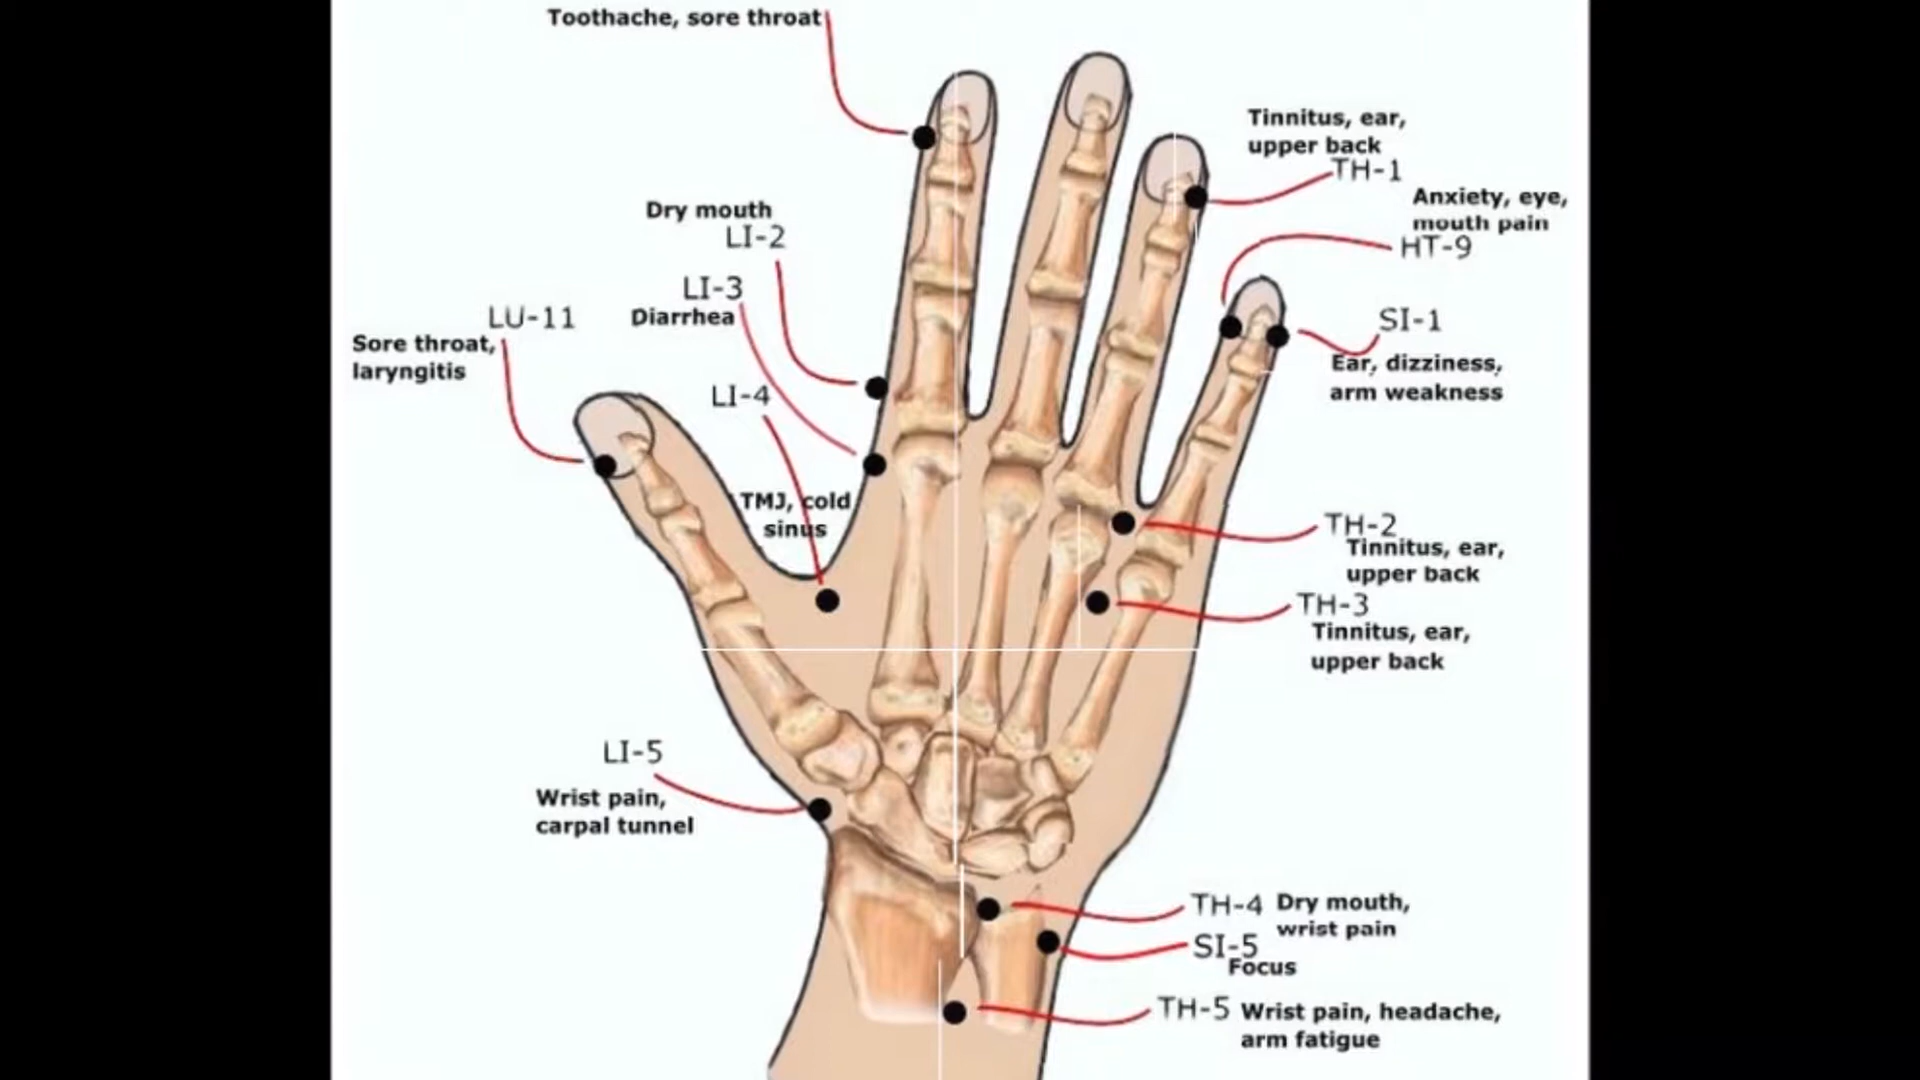 Toothache, sore throat
Tinnitus, ear,
upper back
TH-1
Anxiety, eye,
mouth pain
HT-9
Dry mouth
LI-2
LI-3
Diarrhea
LU-11
Sore throat,
laryngitis
SI-1
Ear, dizziness,
arm weakness
LI-4
TMJ, cold
sinus
TH-2
Tinnitus, ear,
upper back
TH-3
Tinnitus, ear,
upper back
LI-5
Wrist pain,
carpal tunnel
TH-4 Dry mouth,
wrist pain
SI-5
Focus
TH-5 Wrist pain, headache,
arm fatigue